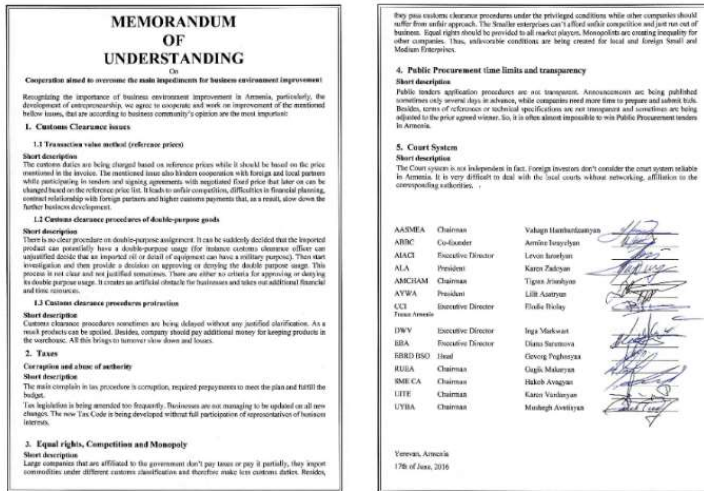 MEMORANDUM
OF
UNDERSTANDING
On
Cooperation aimed to overcome the main impediments for business environment improvement
Recognizing the importance of business environment improvement in Armenia, particularly, the
development of entrepreneurship, we agree to cooperate and work on improvement of the mentioned
bellow issues, that are according to business community's opinion are the most important:
1. Customs Clearance issues
1.1 Transaction value method (reference prices)
Short description
The customs duties are being charged based on reference prices while it should be based on the price
mentioned in the invoice. The mentioned issue also hinders cooperation with foreign and local partners
while participating in tenders and signing agreements with negotiated fixed price that later on can be
changed based on the reference price list. It leads to unfair competition, difficulties in financial planning,
contract relationship with foreign partners and higher customs payments that, as a result, slow down the
further business development.
1.2 Customs clearance procedures of double-purpose goods
Short description
There is no clear procedure on double-purpose assignment. It can be suddenly decided that the imported
product can potentially have a double-purpose usage (for instance customs clearance officer can
unjustified decide that an imported oil or detail of equipment can have a military purpose). Then start
investigation and then provide a decision on approving or denying the double purpose usage. This
process is not clear and not justified sometimes. There are either no criteria for approving or denying
its double purpose usage. It creates an artificial obstacle for businesses and takes out additional financial
and time resources.
1.3 Customs clearance procedures protraction
Short description
Customs clearance procedures sometimes are being delayed without any justified clarification. As a
result products can be spoiled. Besides, company should pay additional money for keeping products in
the warehouse. All this brings to turnover slow down and losses.
2. Taxes
Corruption and abuse of authority
Short description
The main complain in tax procedure is corruption, required prepayments to meet the plan and fulfill the
budget.
Tax legislation is being amended too frequently. Businesses are not managing to be updated on all new
changes. The new Tax Code is being developed without full participation of representatives of business
interests.
3. Equal rights, Competition and Monopoly
Short description
Large companies that are affiliated to the government don't pay taxes or pay it partially, they import
commodities under different customs classification and therefore make less customs duties. Besides,
they pass customs clearance procedures under the privileged conditions while other companies should
suffer from unfair approach. The Smaller enterprises can't afford unfair competition and just run out of
business. Equal rights should be provided to all market players. Monopolists are creating inequality for
other companies. Thus, unfavorable conditions are being created for local and foreign Small and
Medium Enterprises.
4. Public Procurement time limits and transparency
Short description
Public tenders application procedures are not transparent. Announcements are being published
sometimes only several days in advance, while companies need more time to prepare and submit bids.
Besides, terms of references or technical specifications are not transparent and sometimes are being
adjusted to the prior agreed winner. So, it is often almost impossible to win Public Procurement tenders
in Armenia.
5. Court System
Short description
The Court system is not independent in fact. Foreign investors don't consider the court system reliable
in Armenia. It is very difficult to deal with the local courts without networking, affiliation to the
corresponding authorities.
AASMEA Chairman Vahagn
ABBC Co-founder Armine Israyelyan
AIACI Executive Director Levon Israelyan
ALA President Karen Zadoyan
AMCHAM Chairman Tigran Jrbashyan
AYWA President Lilit Asatryan
CCI Executive Director Elodie
France Armenie
DWV Executive Director Inga Markwart
EBA Executive Director Diana
EBRD BSO Head Gevorg Poghosyan
RUEA Chairman Gagik Makaryan
SME CA Chairman Hakob Avagyan
UITE Chairman Karen Vardanyan
UYBA Chairman Mushegh Avetisyan
Yerevan, Armenia
17th of June, 2016